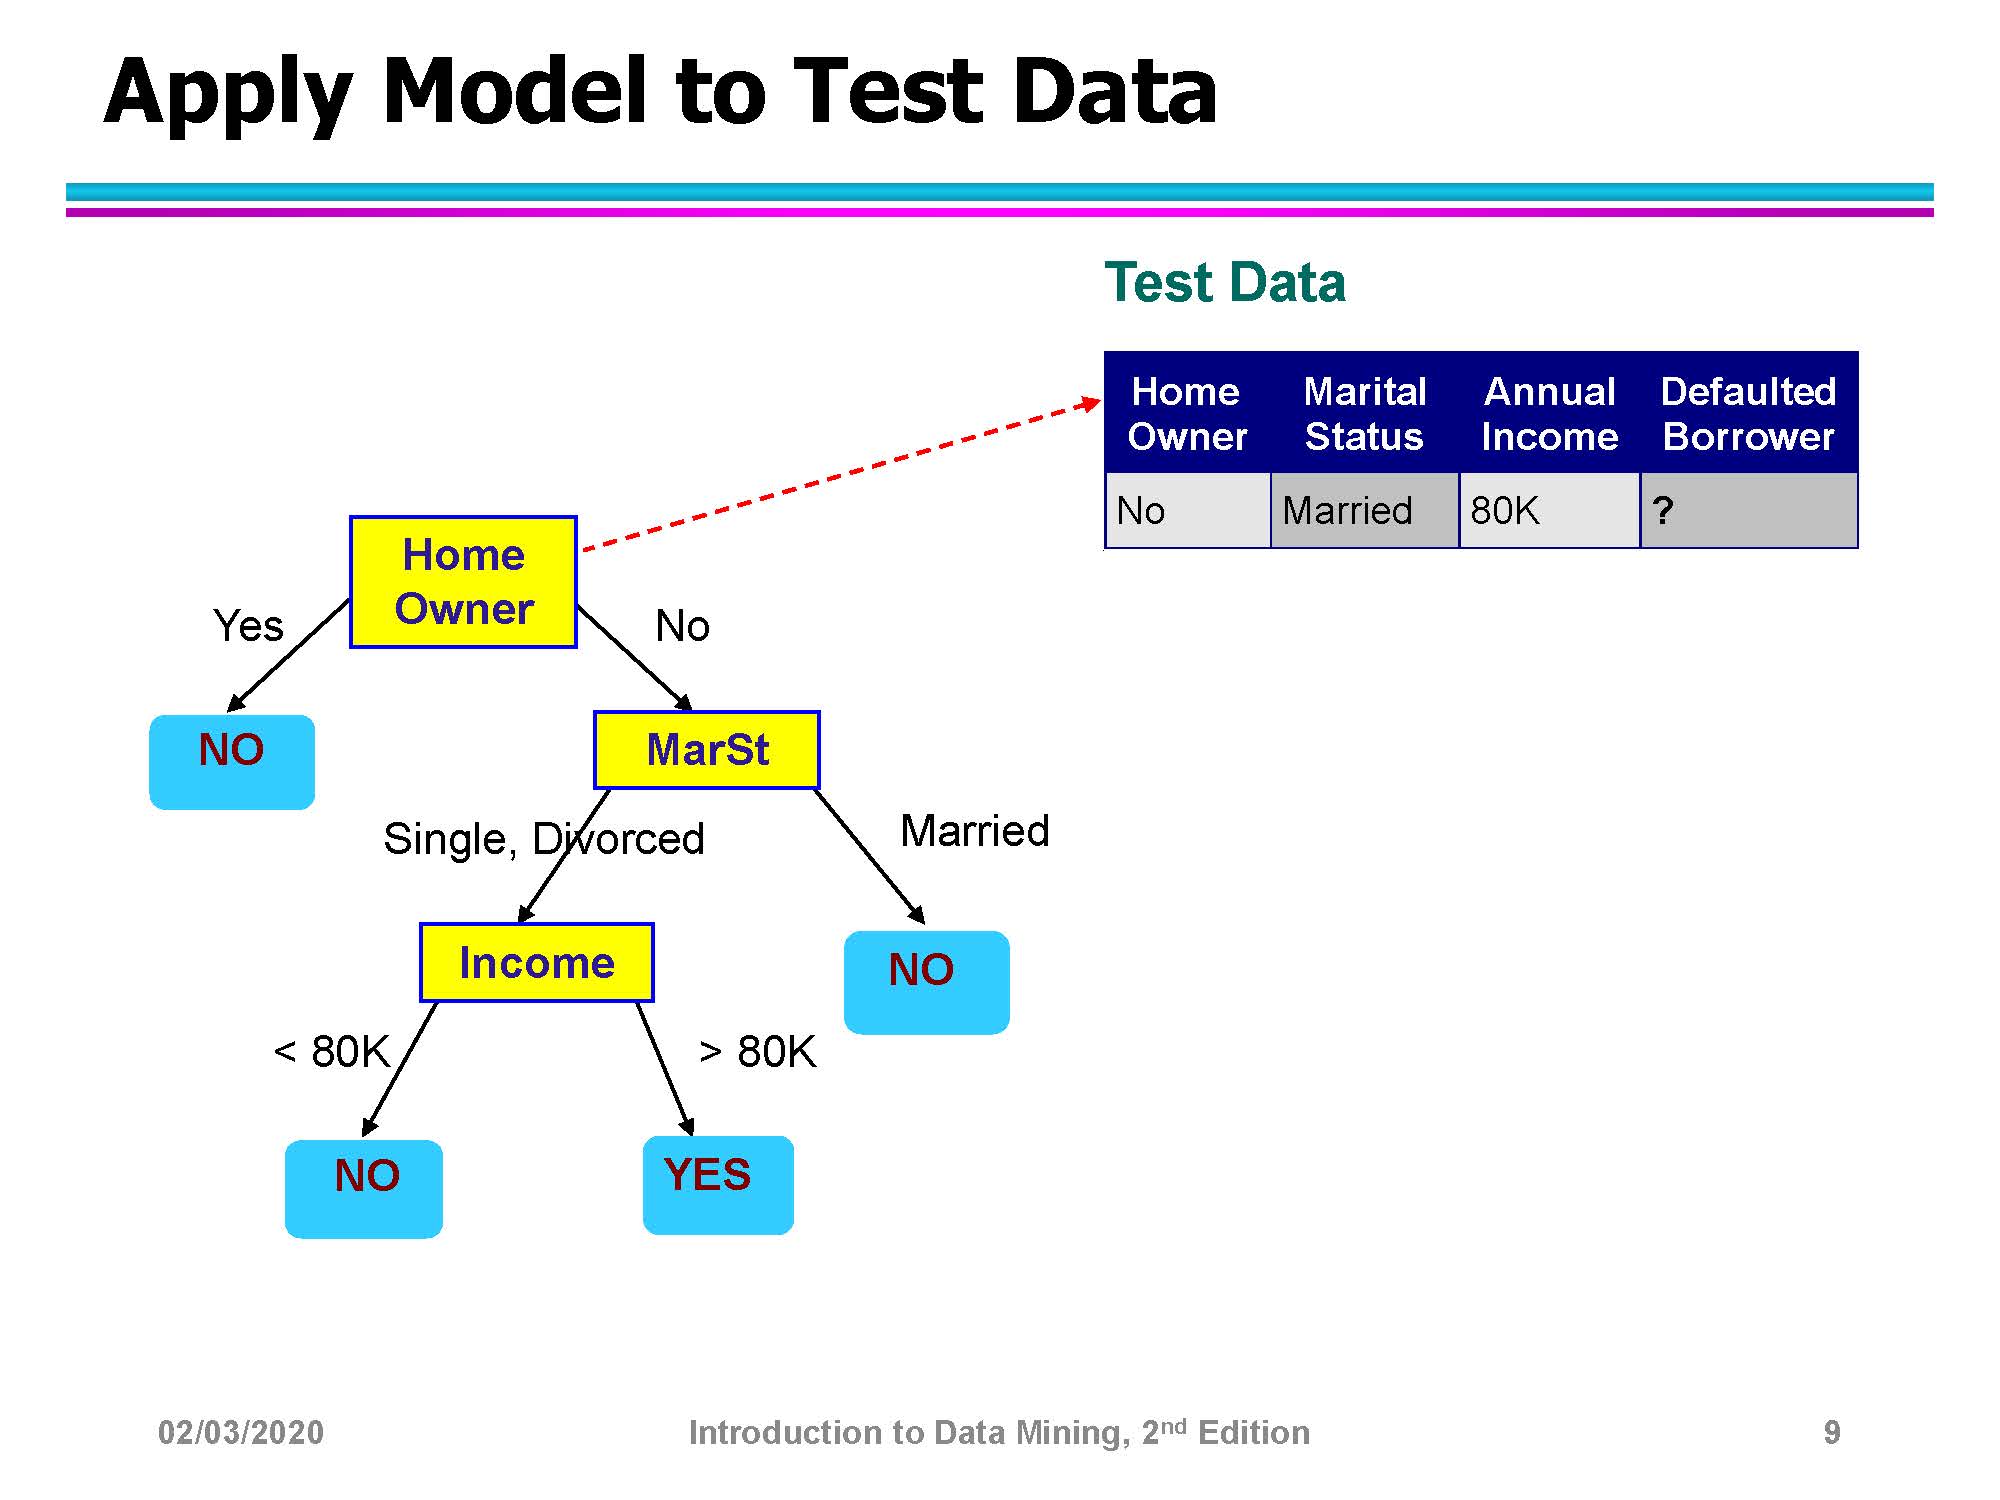 Apply Model to Test Data
Test Data
Home Marital Annual Defaulted
Owner Status Income Borrower
No Married 80K ?
Home
Owner
Yes No
NO MarSt
Single, Divorced Married
Income NO
< 80K > 80K
NO YES
02/03/2020 Introduction to Data Mining, 2nd Edition 9